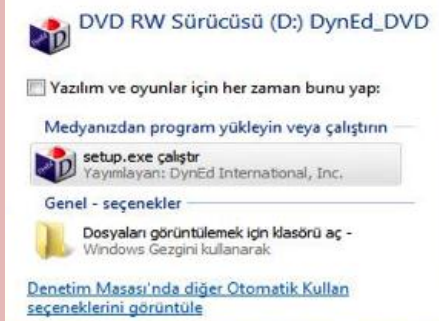 DVD RW Sürücüsü (D:) DynEd_DVD
Yazılım ve oyunlar için her zaman bunu yap:
Medyanızdan program yükleyin veya çalıştırın
setup.exe çalıştır
Yayımlayan: DynEd International, Inc.
Genel - seçenekler
Dosyaları görüntülemek için klasörü aç -
Windows Gezgini kullanarak
Denetim Masası'nda diğer Otomatik Kullan
seçeneklerini görüntüle